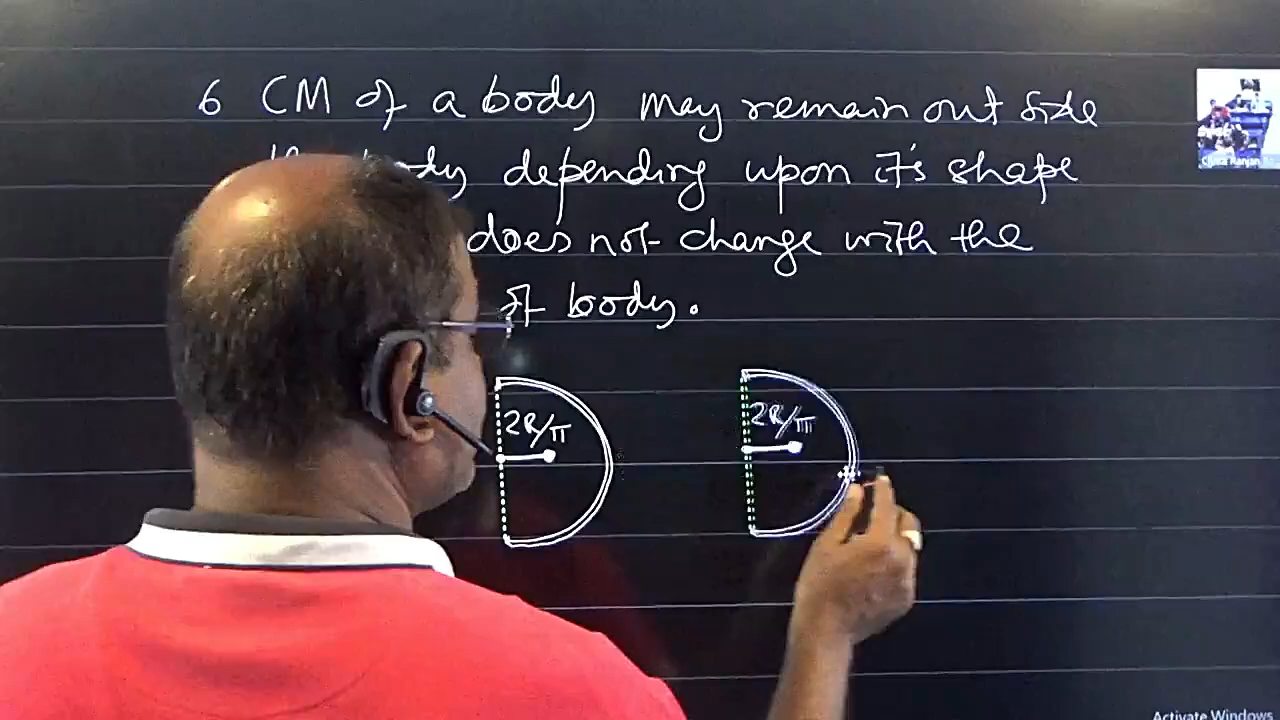 6 CM of a body may remain out side
body depending upon it's shape
does not change with the
of body.
2R/π
2R/π
Activate Windows